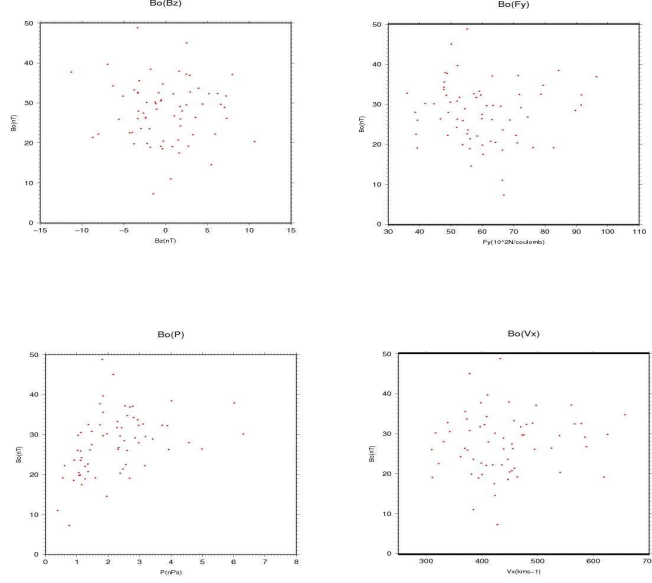 Bo(Bz)
Bo(nT)
50
40
30
20
10
0
−15 −10 −5 0 5 10 15
Bz(nT)
Bo(Fy)
Bo(nT)
50
40
30
20
10
0
30 40 50 60 70 80 90 100 110
Fy(10^2N/coulomb)
Bo(P)
Bo(nT)
50
40
30
20
10
0
0 1 2 3 4 5 6 7 8
P(nPa)
Bo(Vx)
Bo(nT)
50
40
30
20
10
0
300 400 500 600 70
Vx(kms−1)